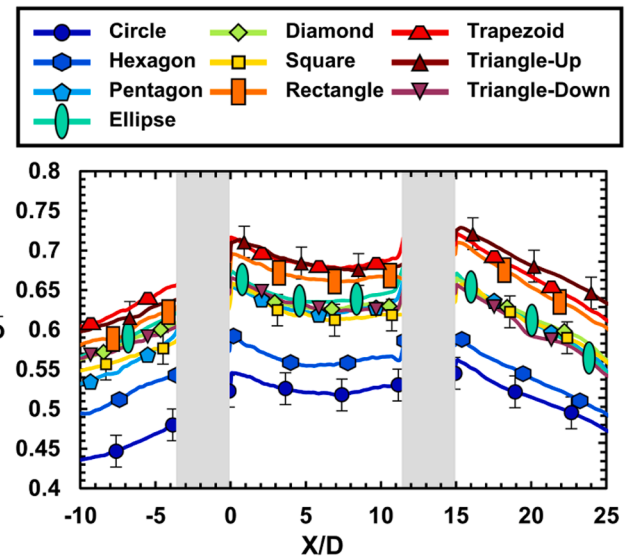 Circle Diamond Trapezoid
Hexagon Square Triangle-Up
Pentagon Rectangle Triangle-Down
Ellipse
0.8
0.75
0.7
0.65
0.6
0.55
0.5
0.45
0.4
-10 -5 0 5 10 15 20 25
X/D